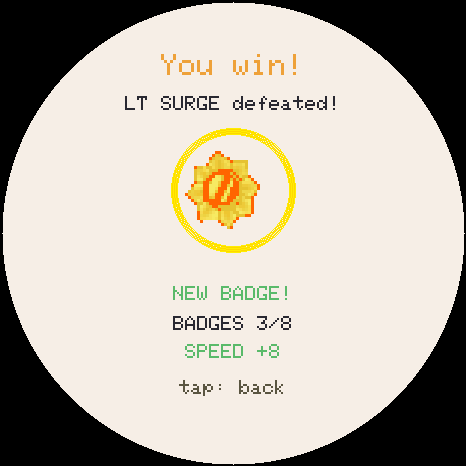 You win!
LT SURGE defeated!
NEW BADGE!
BADGES 3/8
SPEED +8
tap: back